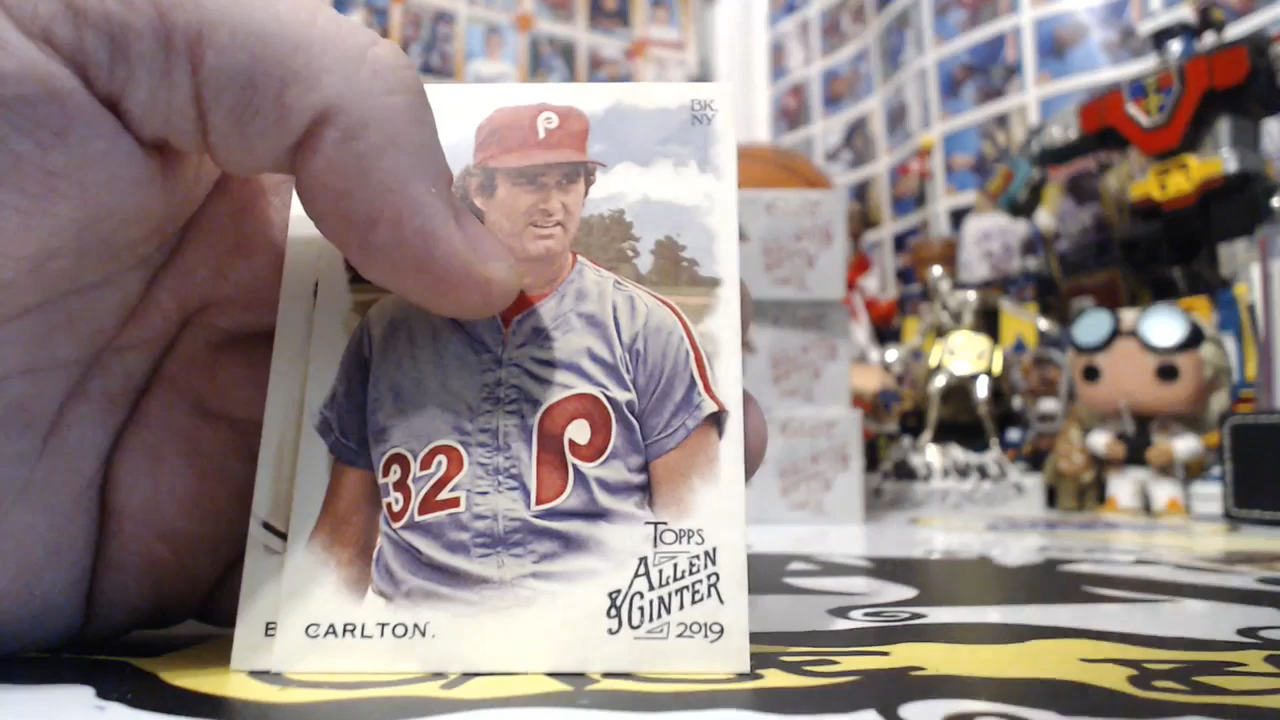 BK.
NY
P
32 P
TOPPS
ALLEN
& GINTER
2019
B CARLTON.